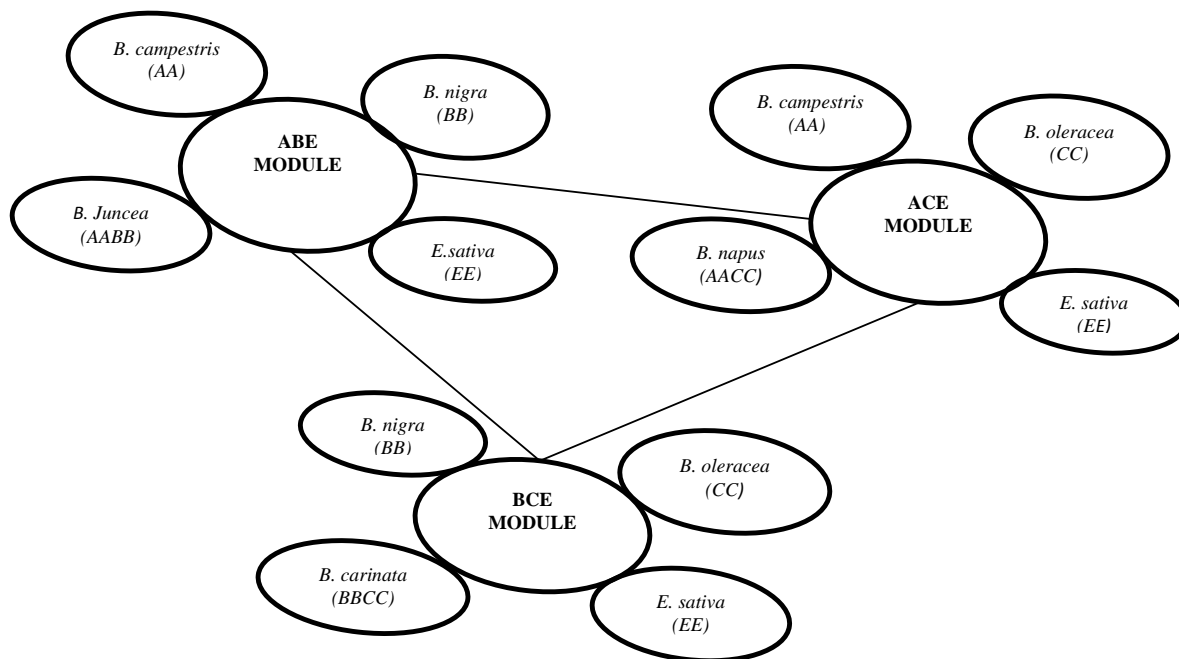 B. campestris
(AA)
B. nigra
(BB)
ABE
MODULE
B. Juncea
(AABB)
E.sativa
(EE)
B. campestris
(AA)
B. oleracea
(CC)
ACE
MODULE
B. napus
(AACC)
E. sativa
(EE)
B. nigra
(BB)
B. oleracea
(CC)
BCE
MODULE
B. carinata
(BBCC)
E. sativa
(EE)